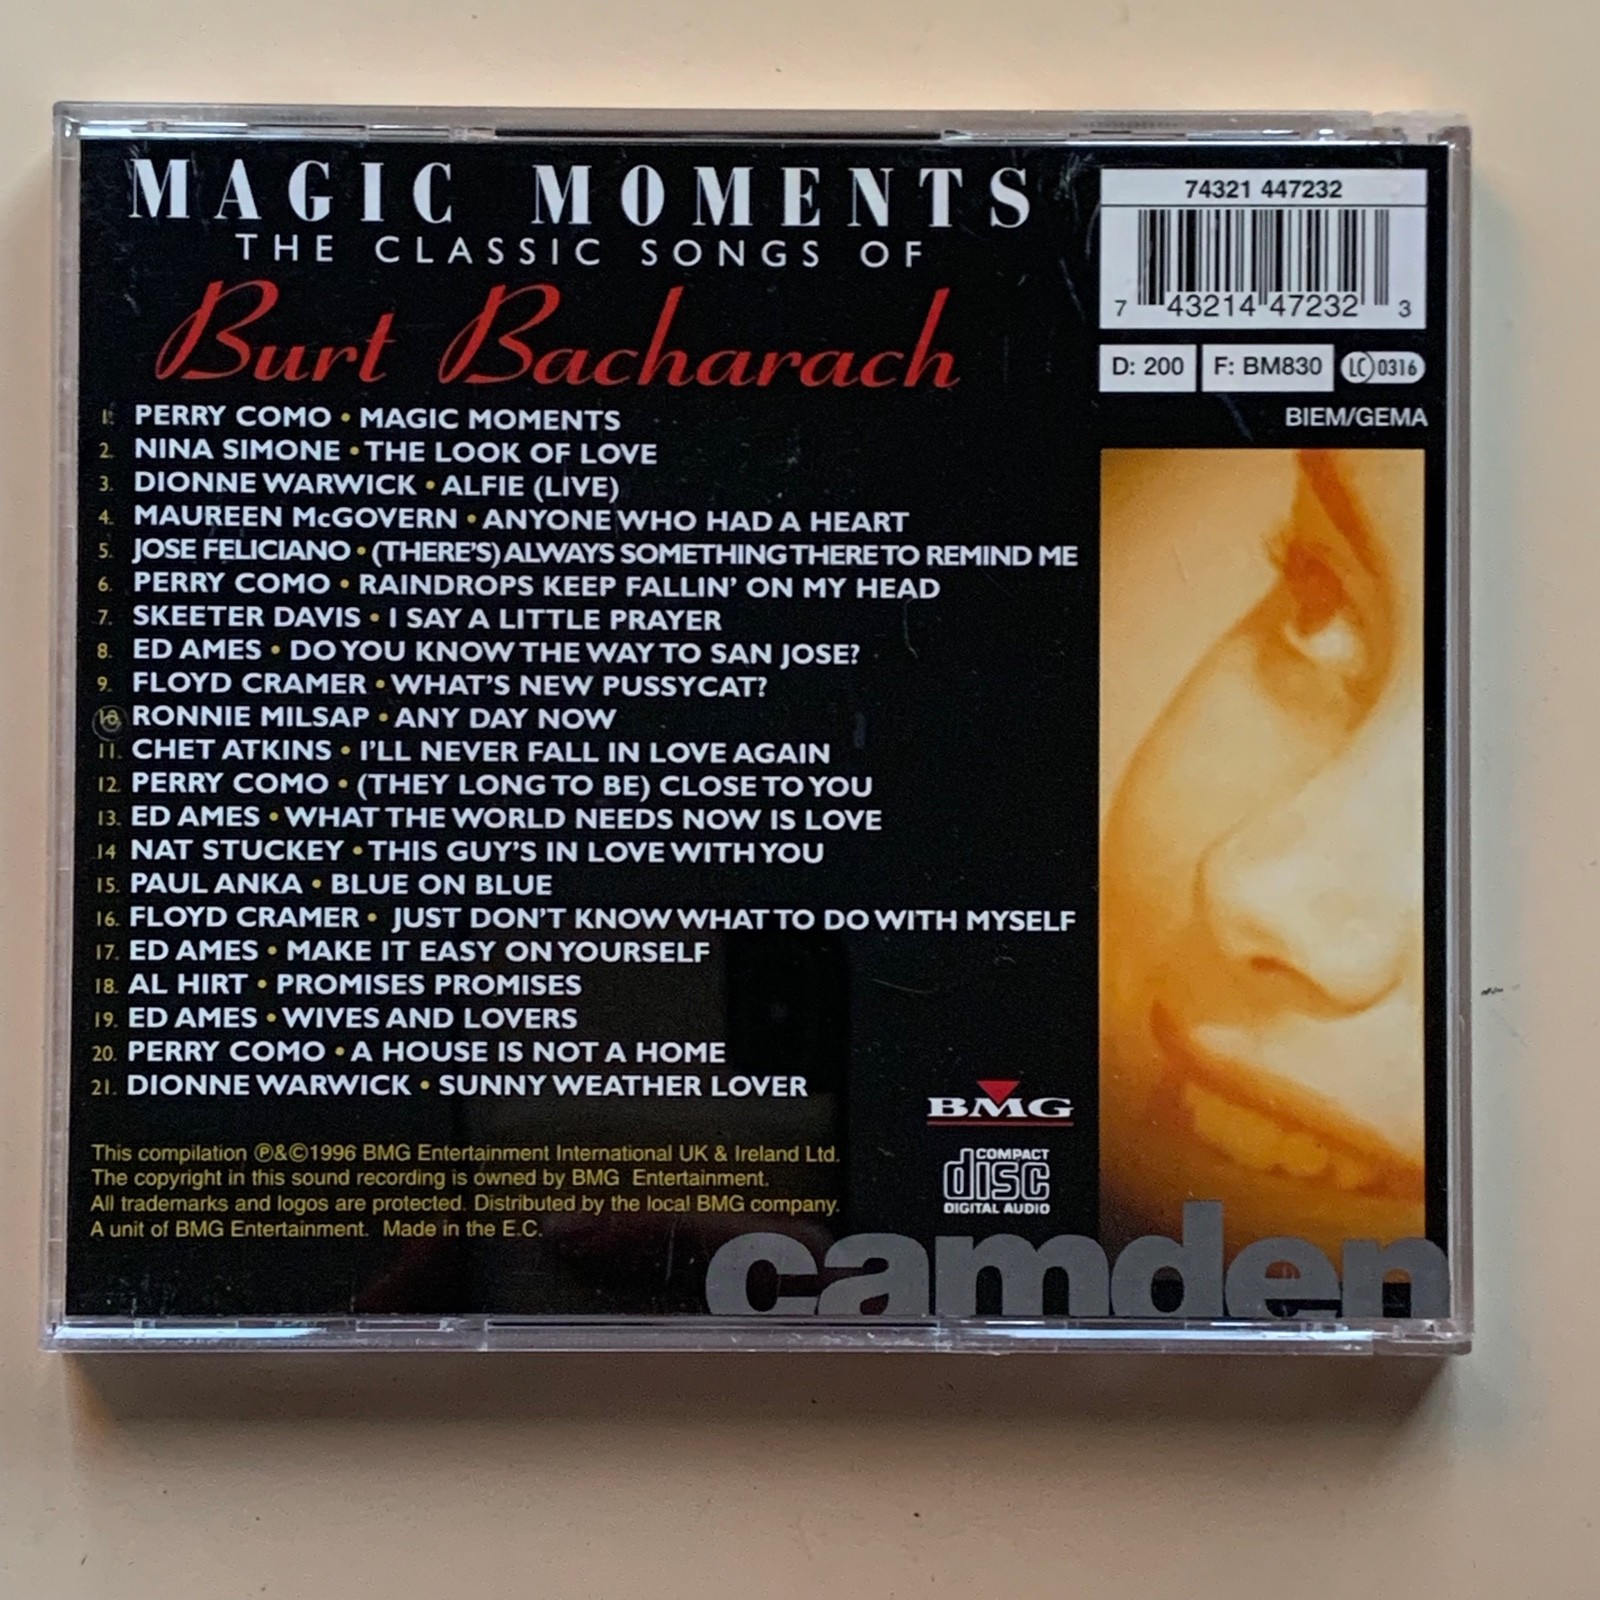 MAGIC MOMENTS
THE CLASSIC SONGS OF
Burt Bacharach
1. PERRY COMO • MAGIC MOMENTS
2. NINA SIMONE • THE LOOK OF LOVE
3. DIONNE WARWICK • ALFIE (LIVE)
4. MAUREEN McGOVERN • ANYONE WHO HAD A HEART
5. JOSE FELICIANO • (THERE'S) ALWAYS SOMETHING THERE TO REMIND ME
6. PERRY COMO • RAINDROPS KEEP FALLIN' ON MY HEAD
7. SKEETER DAVIS • I SAY A LITTLE PRAYER
8. ED AMES • DO YOU KNOW THE WAY TO SAN JOSE?
9. FLOYD CRAMER • WHAT'S NEW PUSSYCAT?
10. RONNIE MILSAP • ANY DAY NOW
11. CHET ATKINS • I'LL NEVER FALL IN LOVE AGAIN
12. PERRY COMO • (THEY LONG TO BE) CLOSE TO YOU
13. ED AMES • WHAT THE WORLD NEEDS NOW IS LOVE
14 NAT STUCKEY • THIS GUY'S IN LOVE WITH YOU
15. PAUL ANKA • BLUE ON BLUE
16. FLOYD CRAMER • JUST DON'T KNOW WHAT TO DO WITH MYSELF
17. ED AMES • MAKE IT EASY ON YOURSELF
18. AL HIRT • PROMISES PROMISES
19. ED AMES • WIVES AND LOVERS
20. PERRY COMO • A HOUSE IS NOT A HOME
21. DIONNE WARWICK • SUNNY WEATHER LOVER
This compilation ℗&©1996 BMG Entertainment International UK & Ireland Ltd.
The copyright in this sound recording is owned by BMG Entertainment.
All trademarks and logos are protected. Distributed by the local BMG company.
A unit of BMG Entertainment. Made in the E.C.
74321 447232
7 43214 47232 3
D: 200
F: BM830
LC 0316
BIEM/GEMA
BMG
COMPACT
disc
DIGITAL AUDIO
camden